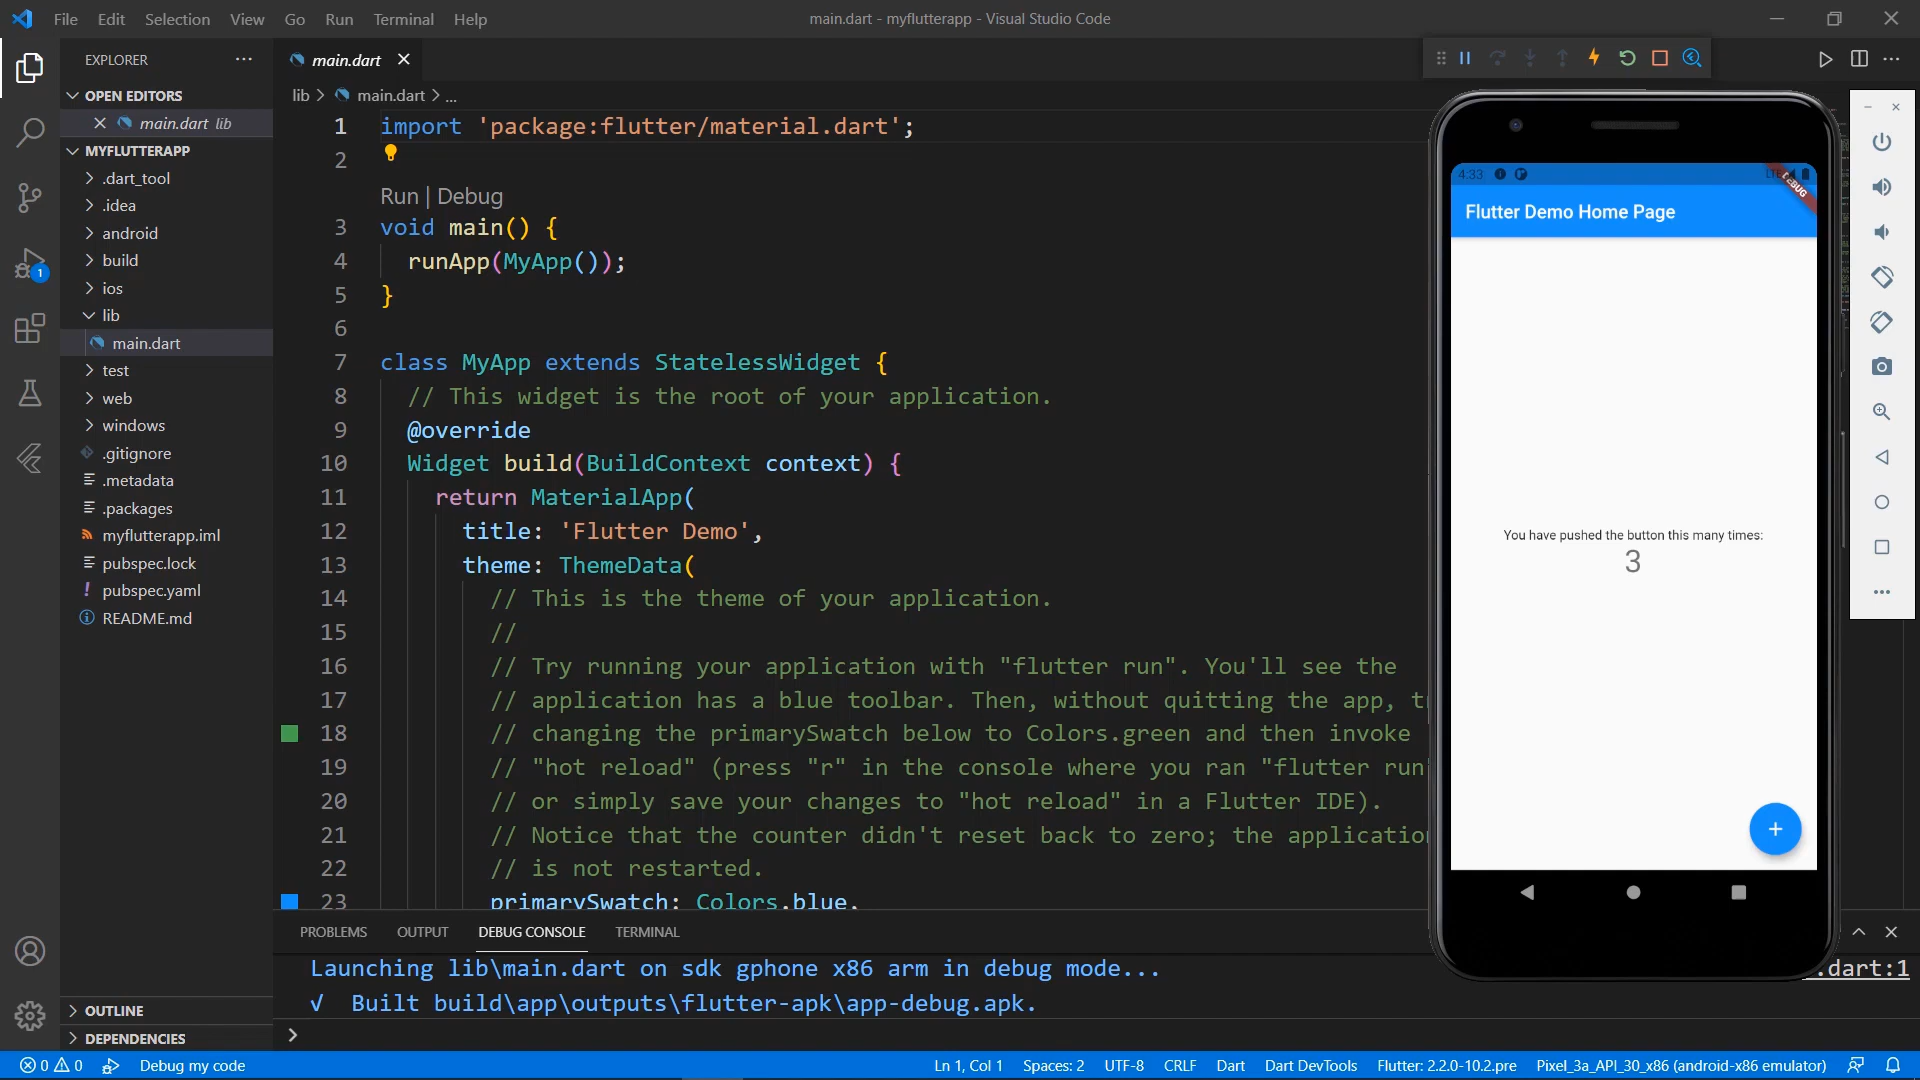 File Edit Selection View Go Run Terminal Help
main.dart - myflutterapp - Visual Studio Code
EXPLORER
OPEN EDITORS
main.dart lib
MYFLUTTERAPP
.dart_tool
.idea
android
build
ios
lib
main.dart
test
web
windows
.gitignore
.metadata
.packages
myflutterapp.iml
pubspec.lock
pubspec.yaml
README.md
OUTLINE
DEPENDENCIES
1
main.dart
lib > main.dart > ...
1 import 'package:flutter/material.dart';
2
Run | Debug
3 void main() {
4 runApp(MyApp());
5 }
6
7 class MyApp extends StatelessWidget {
8 // This widget is the root of your application.
9 @override
10 Widget build(BuildContext context) {
11 return MaterialApp(
12 title: 'Flutter Demo',
13 theme: ThemeData(
14 // This is the theme of your application.
15 //
16 // Try running your application with "flutter run". You'll see the
17 // application has a blue toolbar. Then, without quitting the app, t
18 // changing the primarySwatch below to Colors.green and then invoke
19 // "hot reload" (press "r" in the console where you ran "flutter run
20 // or simply save your changes to "hot reload" in a Flutter IDE).
21 // Notice that the counter didn't reset back to zero; the application
22 // is not restarted.
23 primarySwatch: Colors.blue,
PROBLEMS OUTPUT DEBUG CONSOLE TERMINAL
Launching lib\main.dart on sdk gphone x86 arm in debug mode...
.dart:1
√ Built build\app\outputs\flutter-apk\app-debug.apk.
>
4:33
LTE
DEBUG
Flutter Demo Home Page
You have pushed the button this many times:
3
+
0 0 Debug my code
Ln 1, Col 1 Spaces: 2 UTF-8 CRLF Dart Dart DevTools Flutter: 2.2.0-10.2.pre Pixel_3a_API_30_x86 (android-x86 emulator)